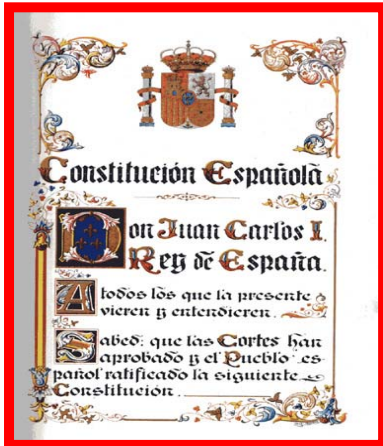 Constitución Española
Don Juan Carlos I.
Rey de España.
A todos los que la presente
vieren y entendieren.
Sabed: que las Cortes han
aprobado y el Pueblo es-
pañol ratificado la siguiente
Constitución.